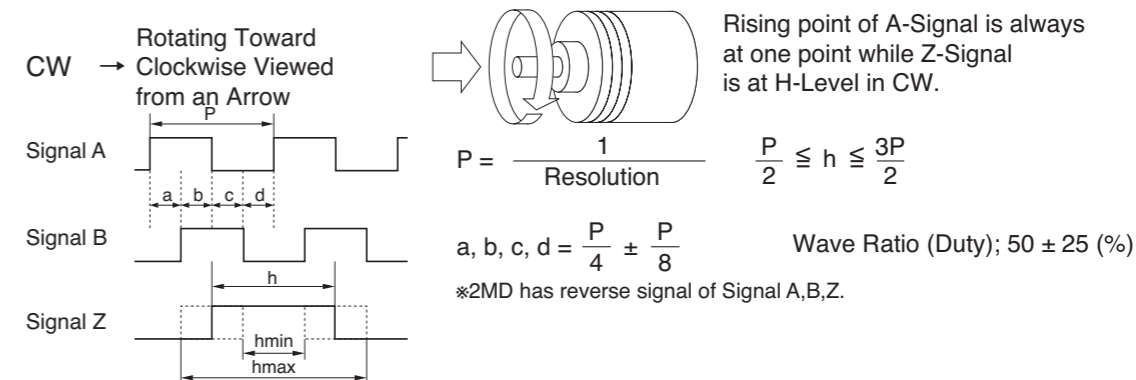 CW → Rotating Toward
Clockwise Viewed
from an Arrow
Rising point of A-Signal is always
at one point while Z-Signal
is at H-Level in CW.
P
Signal A
a b c d
Signal B
h
Signal Z
hmin
hmax
P = 1 / Resolution
P/2 ≦ h ≦ 3P/2
a, b, c, d = P/4 ± P/8
Wave Ratio (Duty); 50 ± 25 (%)
※2MD has reverse signal of Signal A,B,Z.